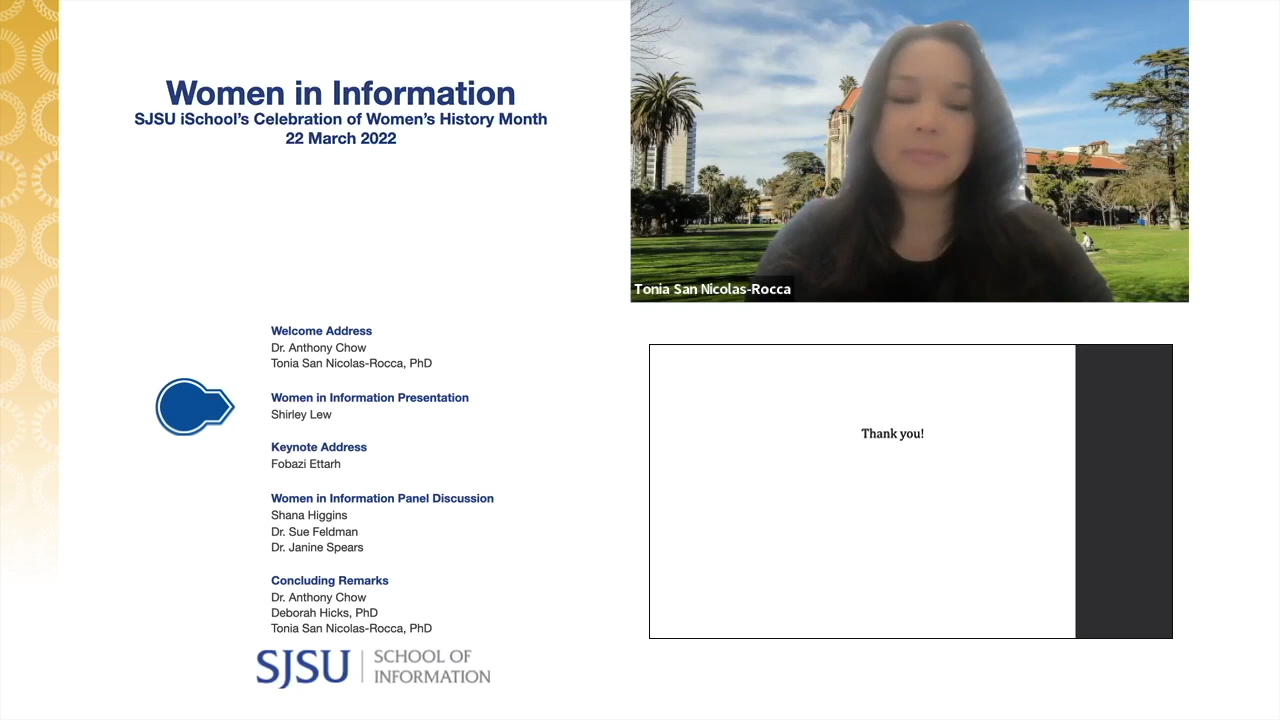 Women in Information
SJSU iSchool's Celebration of Women's History Month
22 March 2022
Tonia San Nicolas-Rocca
Welcome Address
Dr. Anthony Chow
Tonia San Nicolas-Rocca, PhD
Women in Information Presentation
Shirley Lew
Keynote Address
Fobazi Ettarh
Women in Information Panel Discussion
Shana Higgins
Dr. Sue Feldman
Dr. Janine Spears
Concluding Remarks
Dr. Anthony Chow
Deborah Hicks, PhD
Tonia San Nicolas-Rocca, PhD
SJSU SCHOOL OF
INFORMATION
Thank you!